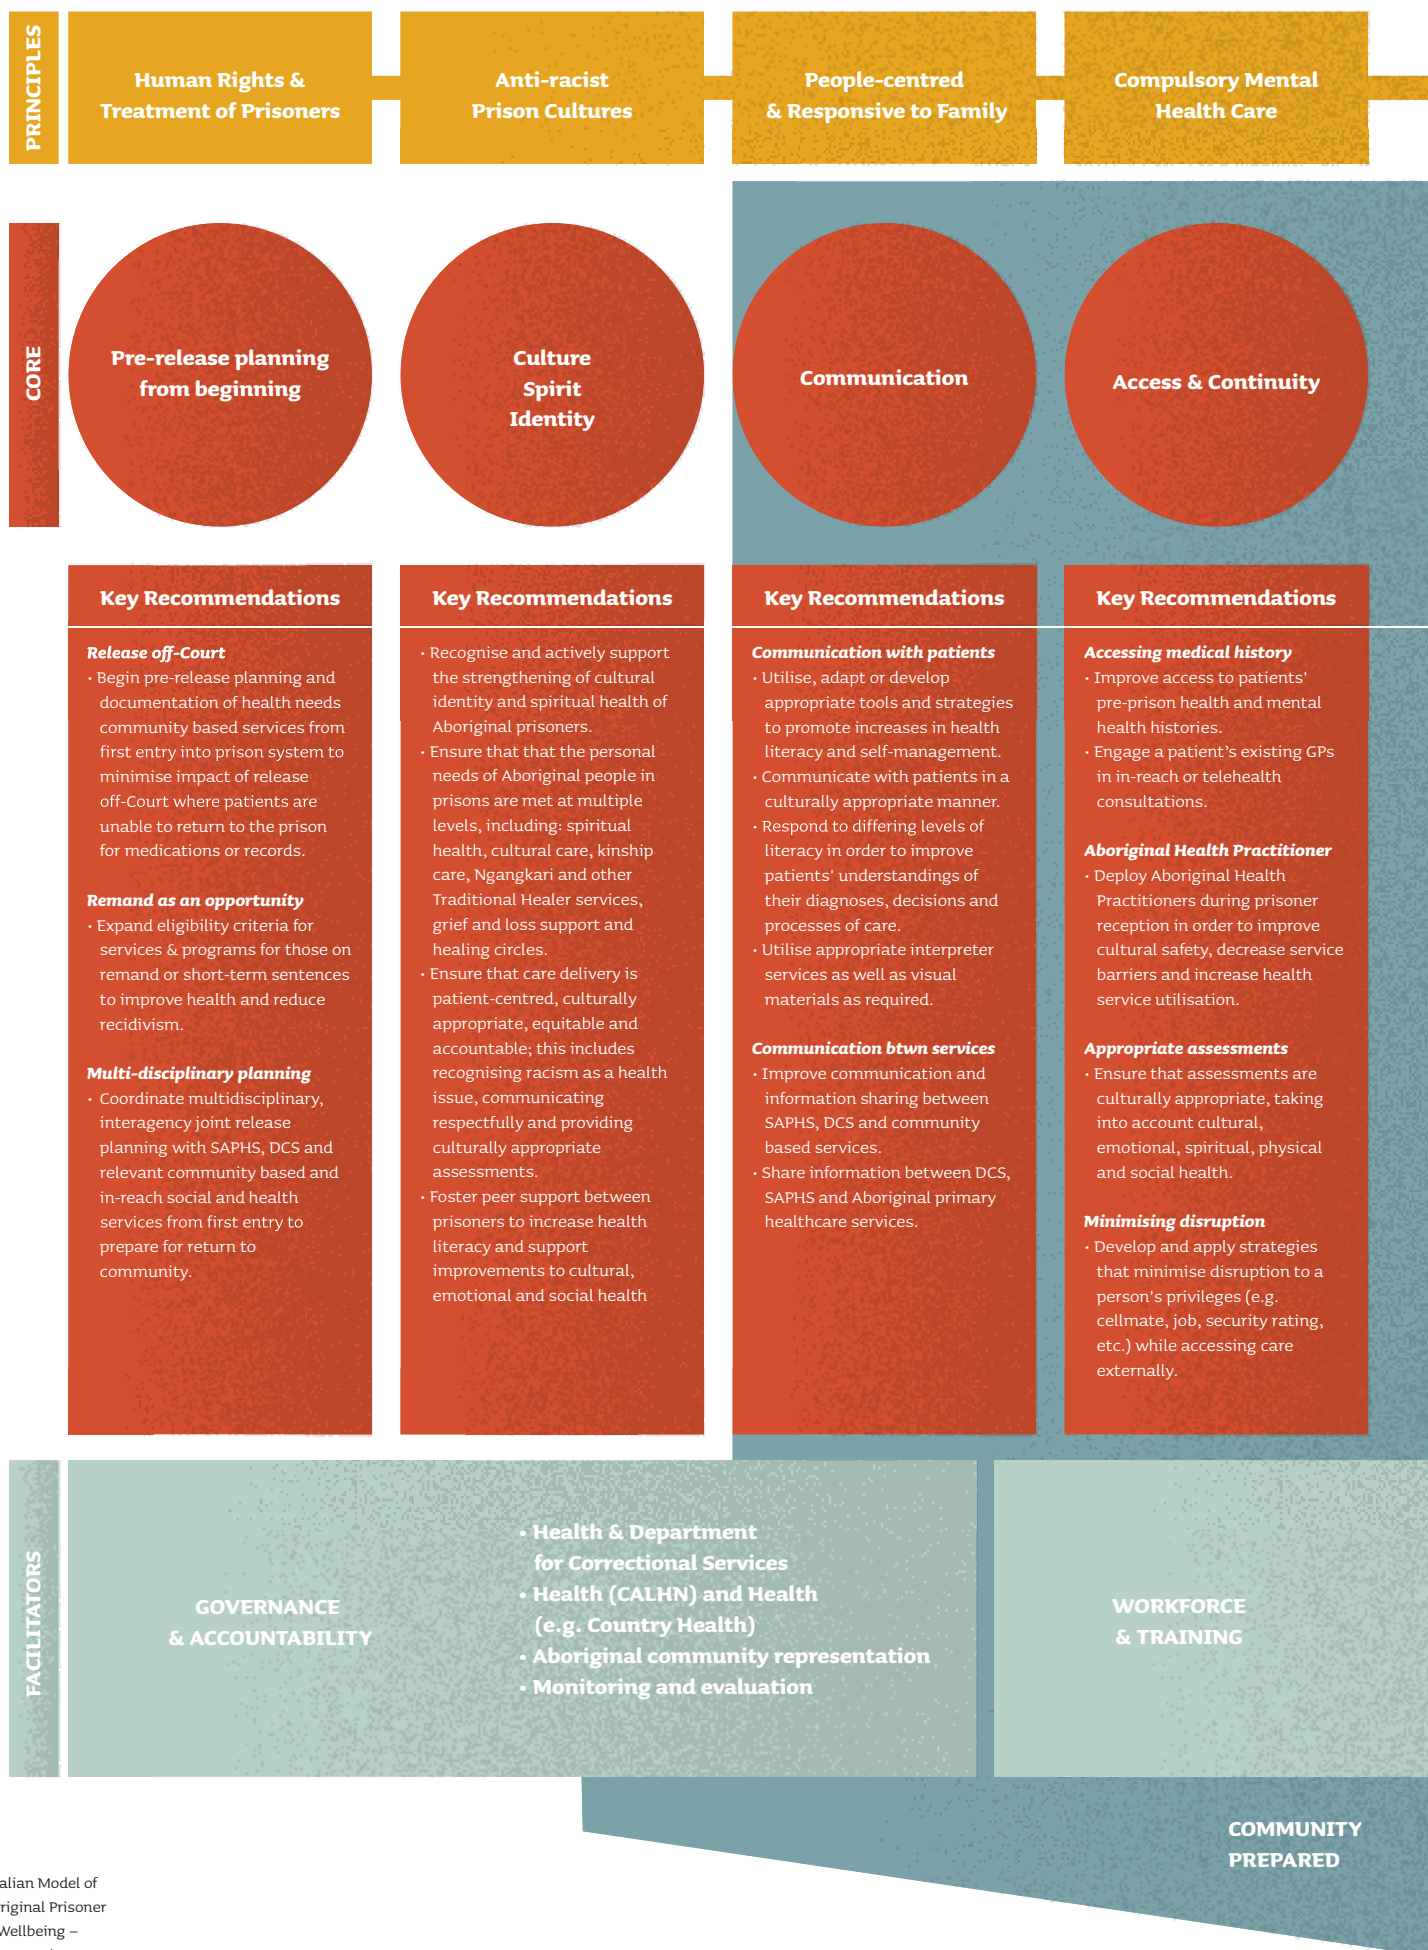 PRINCIPLES
Human Rights &
Treatment of Prisoners
Anti-racist
Prison Cultures
People-centred
& Responsive to Family
Compulsory Mental
Health Care
CORE
Pre-release planning
from beginning
Culture
Spirit
Identity
Communication
Access & Continuity
Key Recommendations
Release off-Court
• Begin pre-release planning and
documentation of health needs
community based services from
first entry into prison system to
minimise impact of release
off-Court where patients are
unable to return to the prison
for medications or records.
Remand as an opportunity
• Expand eligibility criteria for
services & programs for those on
remand or short-term sentences
to improve health and reduce
recidivism.
Multi-disciplinary planning
• Coordinate multidisciplinary,
interagency joint release
planning with SAPHS, DCS and
relevant community based and
in-reach social and health
services from first entry to
prepare for return to
community.
Key Recommendations
• Recognise and actively support
the strengthening of cultural
identity and spiritual health of
Aboriginal prisoners.
• Ensure that that the personal
needs of Aboriginal people in
prisons are met at multiple
levels, including: spiritual
health, cultural care, kinship
care, Ngangkari and other
Traditional Healer services,
grief and loss support and
healing circles.
• Ensure that care delivery is
patient-centred, culturally
appropriate, equitable and
accountable; this includes
recognising racism as a health
issue, communicating
respectfully and providing
culturally appropriate
assessments.
• Foster peer support between
prisoners to increase health
literacy and support
improvements to cultural,
emotional and social health
Key Recommendations
Communication with patients
• Utilise, adapt or develop
appropriate tools and strategies
to promote increases in health
literacy and self-management.
• Communicate with patients in a
culturally appropriate manner.
• Respond to differing levels of
literacy in order to improve
patients' understandings of
their diagnoses, decisions and
processes of care.
• Utilise appropriate interpreter
services as well as visual
materials as required.
Communication btwn services
• Improve communication and
information sharing between
SAPHS, DCS and community
based services.
• Share information between DCS,
SAPHS and Aboriginal primary
healthcare services.
Key Recommendations
Accessing medical history
• Improve access to patients'
pre-prison health and mental
health histories.
• Engage a patient’s existing GPs
in in-reach or telehealth
consultations.
Aboriginal Health Practitioner
• Deploy Aboriginal Health
Practitioners during prisoner
reception in order to improve
cultural safety, decrease service
barriers and increase health
service utilisation.
Appropriate assessments
• Ensure that assessments are
culturally appropriate, taking
into account cultural,
emotional, spiritual, physical
and social health.
Minimising disruption
• Develop and apply strategies
that minimise disruption to a
person's privileges (e.g.
cellmate, job, security rating,
etc.) while accessing care
externally.
FACILITATORS
GOVERNANCE
& ACCOUNTABILITY
• Health & Department
for Correctional Services
• Health (CALHN) and Health
(e.g. Country Health)
• Aboriginal community representation
• Monitoring and evaluation
WORKFORCE
& TRAINING
COMMUNITY
PREPARED
alian Model of
riginal Prisoner
Wellbeing –